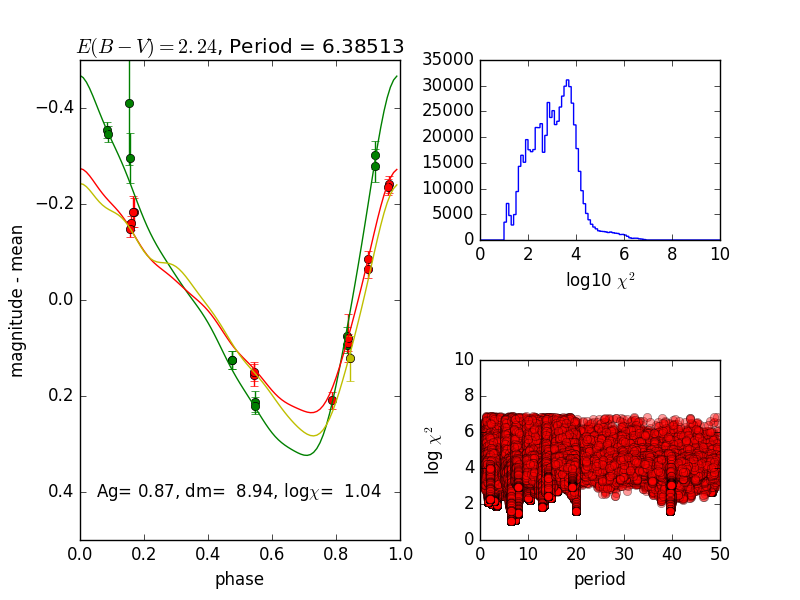 E(B−V)=2.24, Period = 6.38513
−0.4
−0.2
0.0
0.2
0.4
magnitude - mean
Ag= 0.87, dm=  8.94, logχ=  1.04
0.0 0.2 0.4 0.6 0.8 1.0
phase
35000
30000
25000
20000
15000
10000
5000
0
0 2 4 6 8 10
log10 χ²
10
8
6
4
2
0
log χ²
0 10 20 30 40 50
period